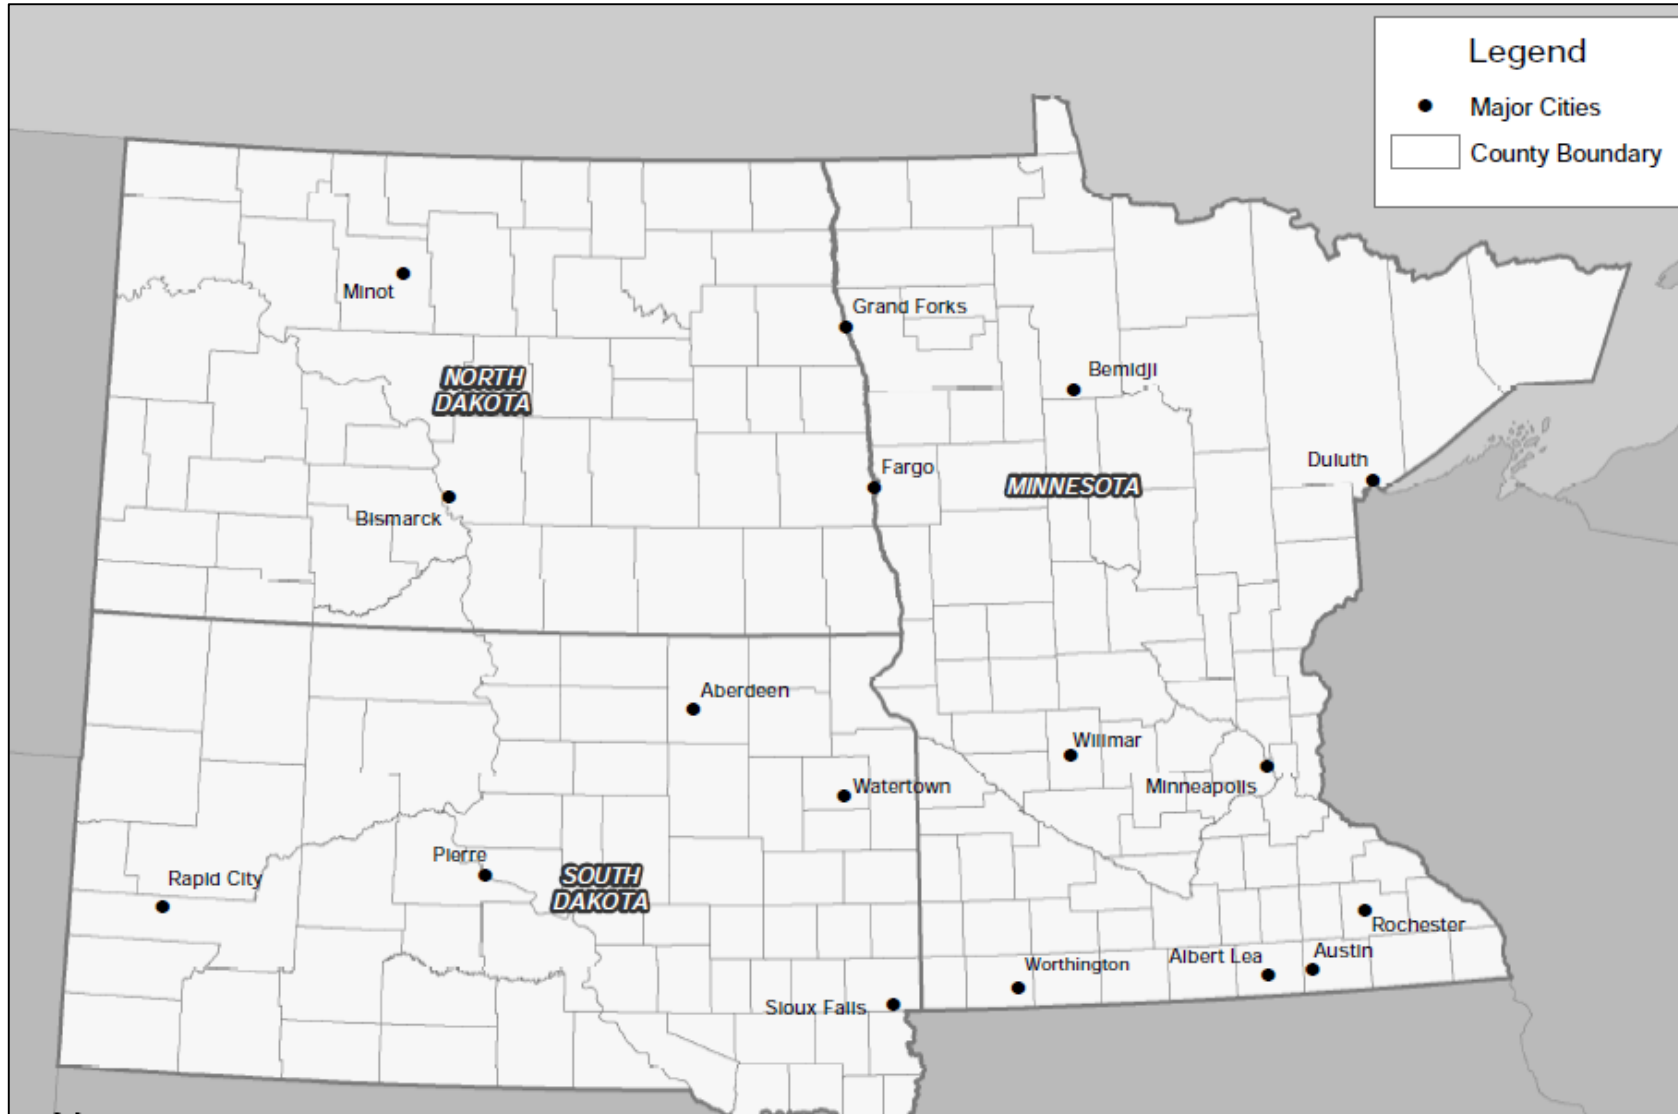 Legend
Major Cities
County Boundary
Minot
Grand Forks
NORTH
DAKOTA
Bemidji
Fargo
Duluth
MINNESOTA
Bismarck
Aberdeen
Willmar
Watertown
Minneapolis
Pierre
SOUTH
DAKOTA
Rapid City
Rochester
Austin
Albert Lea
Worthington
Sioux Falls